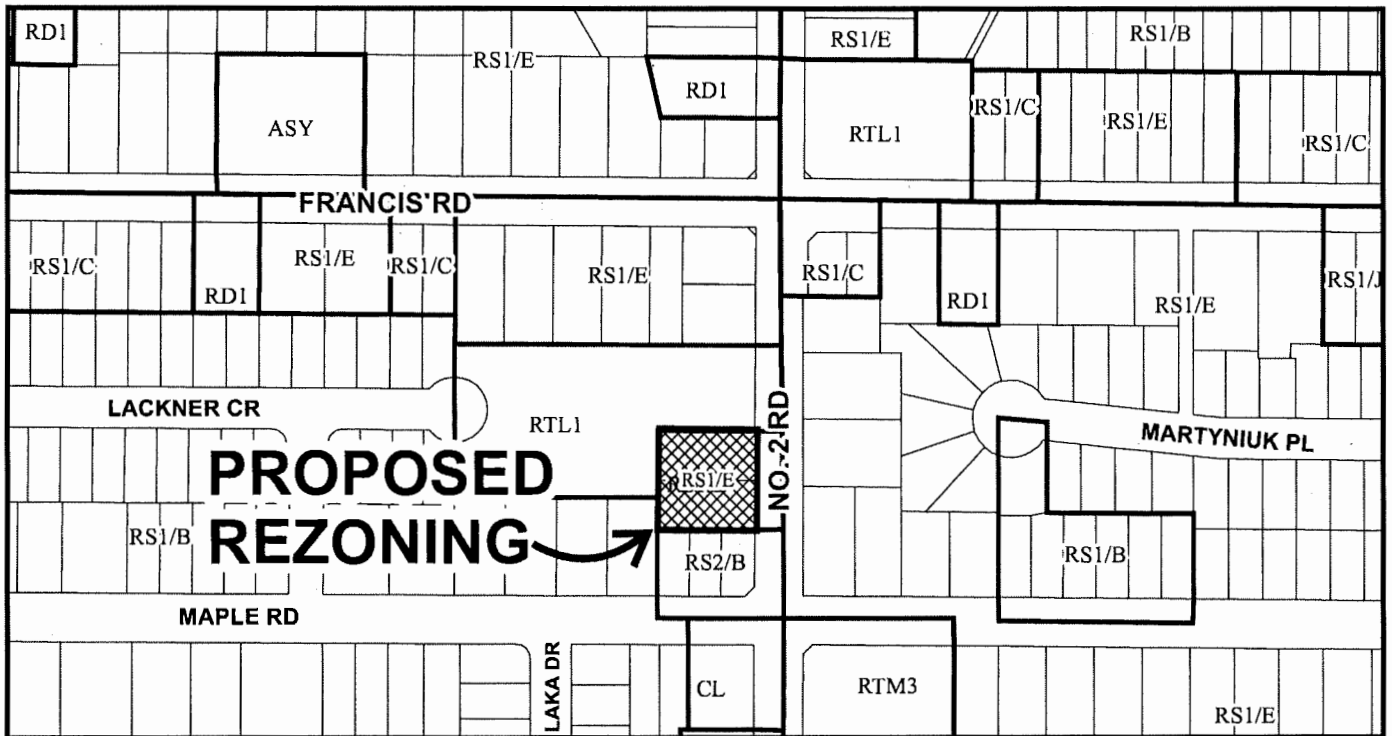 RD1
RS1/E
RS1/E
RS1/B
RD1
ASY
RTL1
RS1/C
RS1/E
RS1/C
FRANCIS RD
RS1/C
RD1
RS1/E
RS1/C
RS1/E
RS1/C
RD1
RS1/E
RS1/J
LACKNER CR
RTL1
NO. 2 RD
MARTYNIUK PL
PROPOSED
REZONING
RS1/E
RS1/B
RS2/B
RS1/B
MAPLE RD
LAKA DR
CL
RTM3
RS1/E